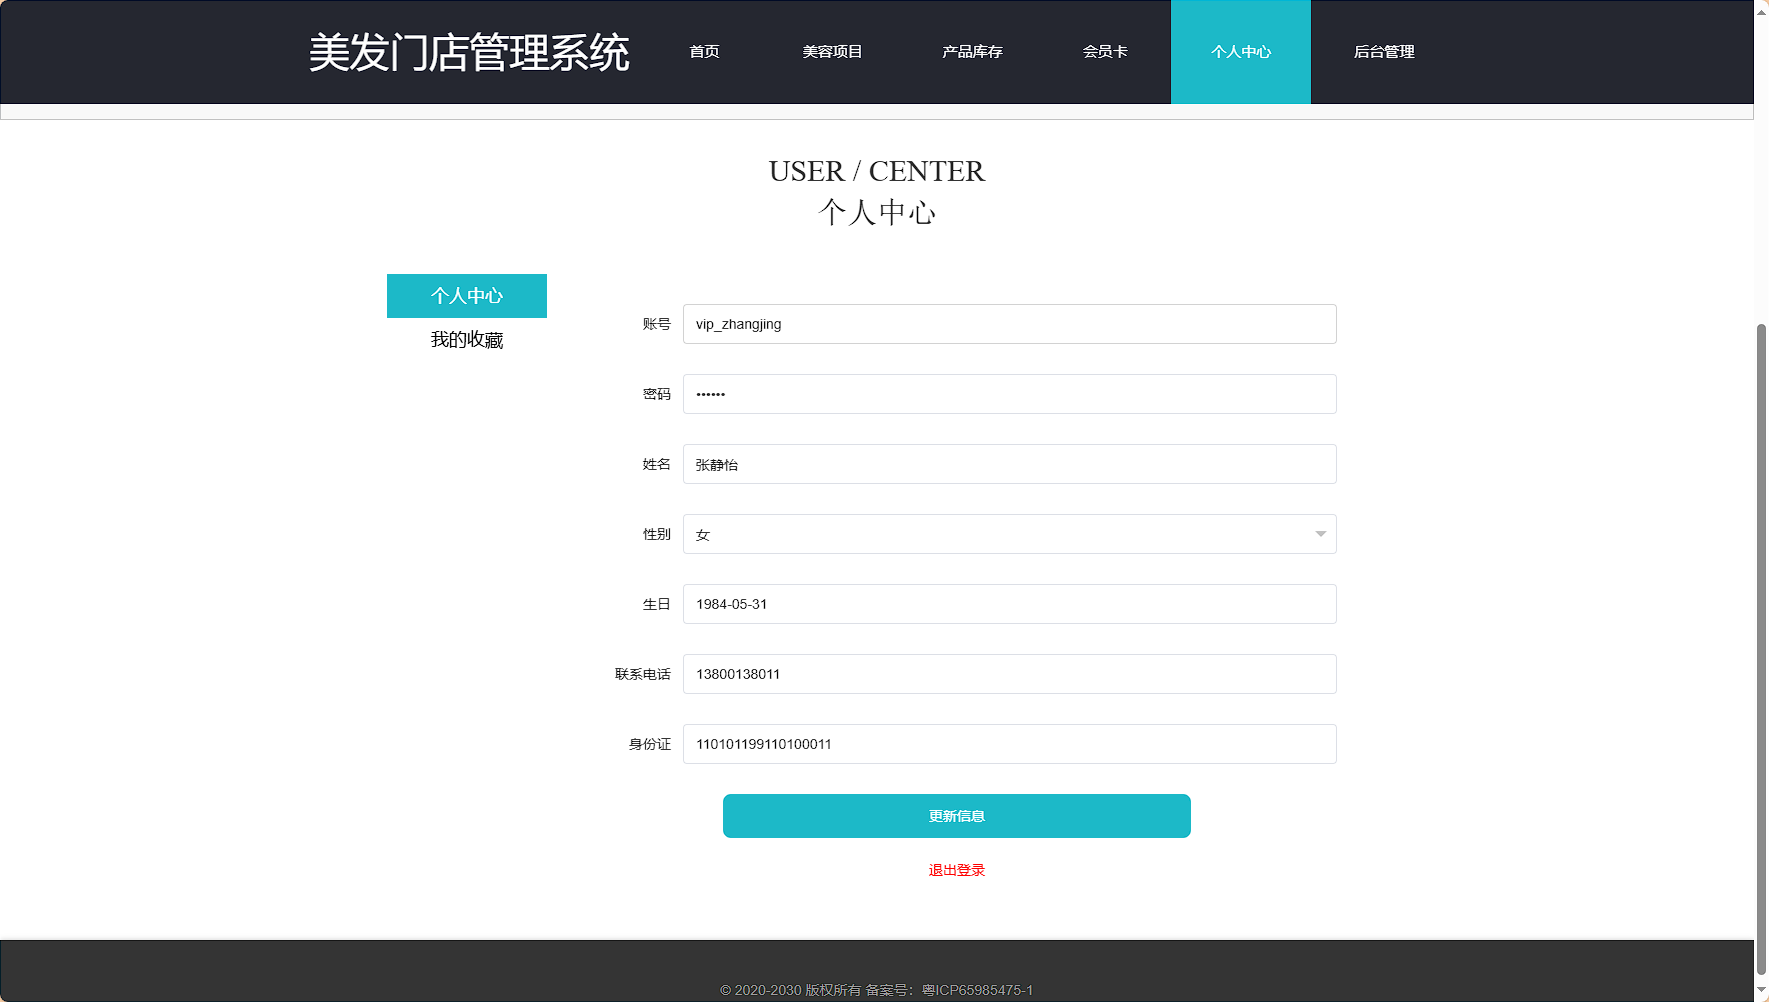 美发门店管理系统 首页 美容项目 产品库存 会员卡 个人中心 后台管理
USER / CENTER
个人中心
个人中心
我的收藏
账号 vip_zhangjing
密码 ••••••
姓名 张静怡
性别 女
生日 1984-05-31
联系电话 13800138011
身份证 110101199110100011
更新信息
退出登录
© 2020-2030 版权所有 备案号：粤ICP65985475-1